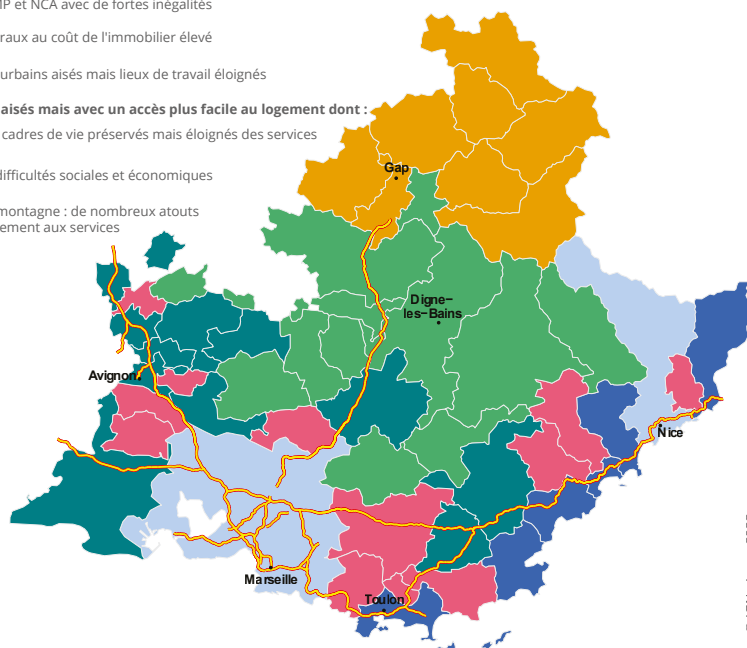 MP et NCA avec de fortes inégalités
raux au coût de l'immobilier élevé
urbains aisés mais lieux de travail éloignés
aisés mais avec un accès plus facile au logement dont :
cadres de vie préservés mais éloignés des services
difficultés sociales et économiques
montagne : de nombreux atouts
ement aux services
Gap
Digne-
les-Bains
Avignon
Nice
Marseille
Toulon